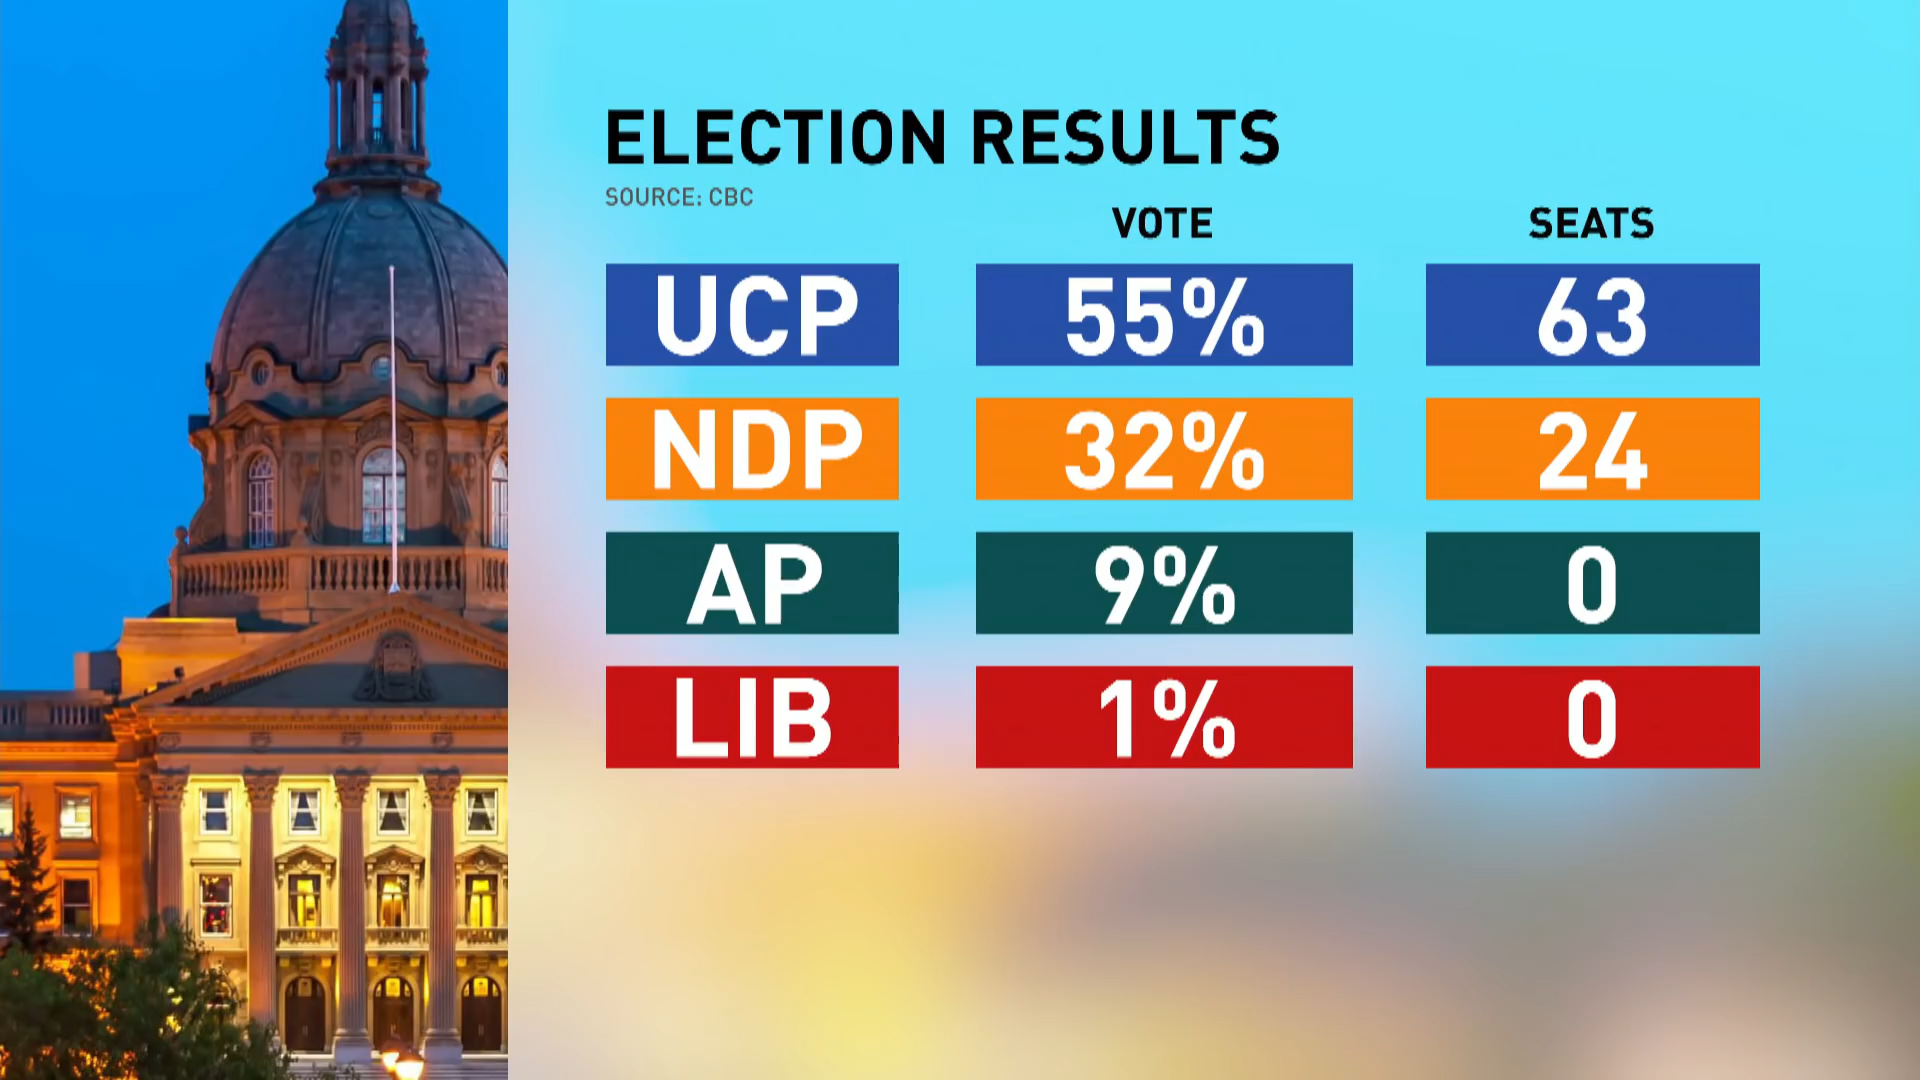 ELECTION RESULTS
SOURCE: CBC
VOTE SEATS
UCP 55% 63
NDP 32% 24
AP 9% 0
LIB 1% 0